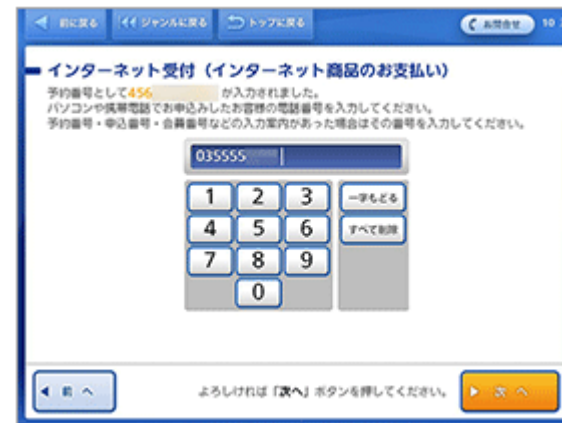 前に戻る ジャンルに戻る トップに戻る お問合せ 10
インターネット受付（インターネット商品のお支払い）
予約番号として456 が入力されました。
パソコンや携帯電話でお申込みしたお客様の電話番号を入力してください。
予約番号・申込番号・会員番号などの入力案内があった場合はその番号を入力してください。
035555
1 2 3 一字もどる
4 5 6 すべて削除
7 8 9
0
前へ よろしければ「次へ」ボタンを押してください。 次へ